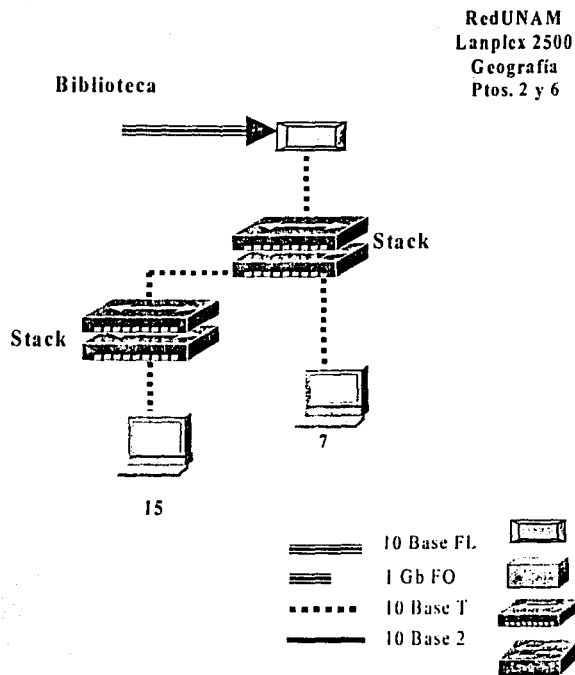 RedUNAM
Lanplex 2500
Geografía
Ptos. 2 y 6
Biblioteca
Stack
Stack
7
15
10 Base FL
1 Gb FO
10 Base T
10 Base 2